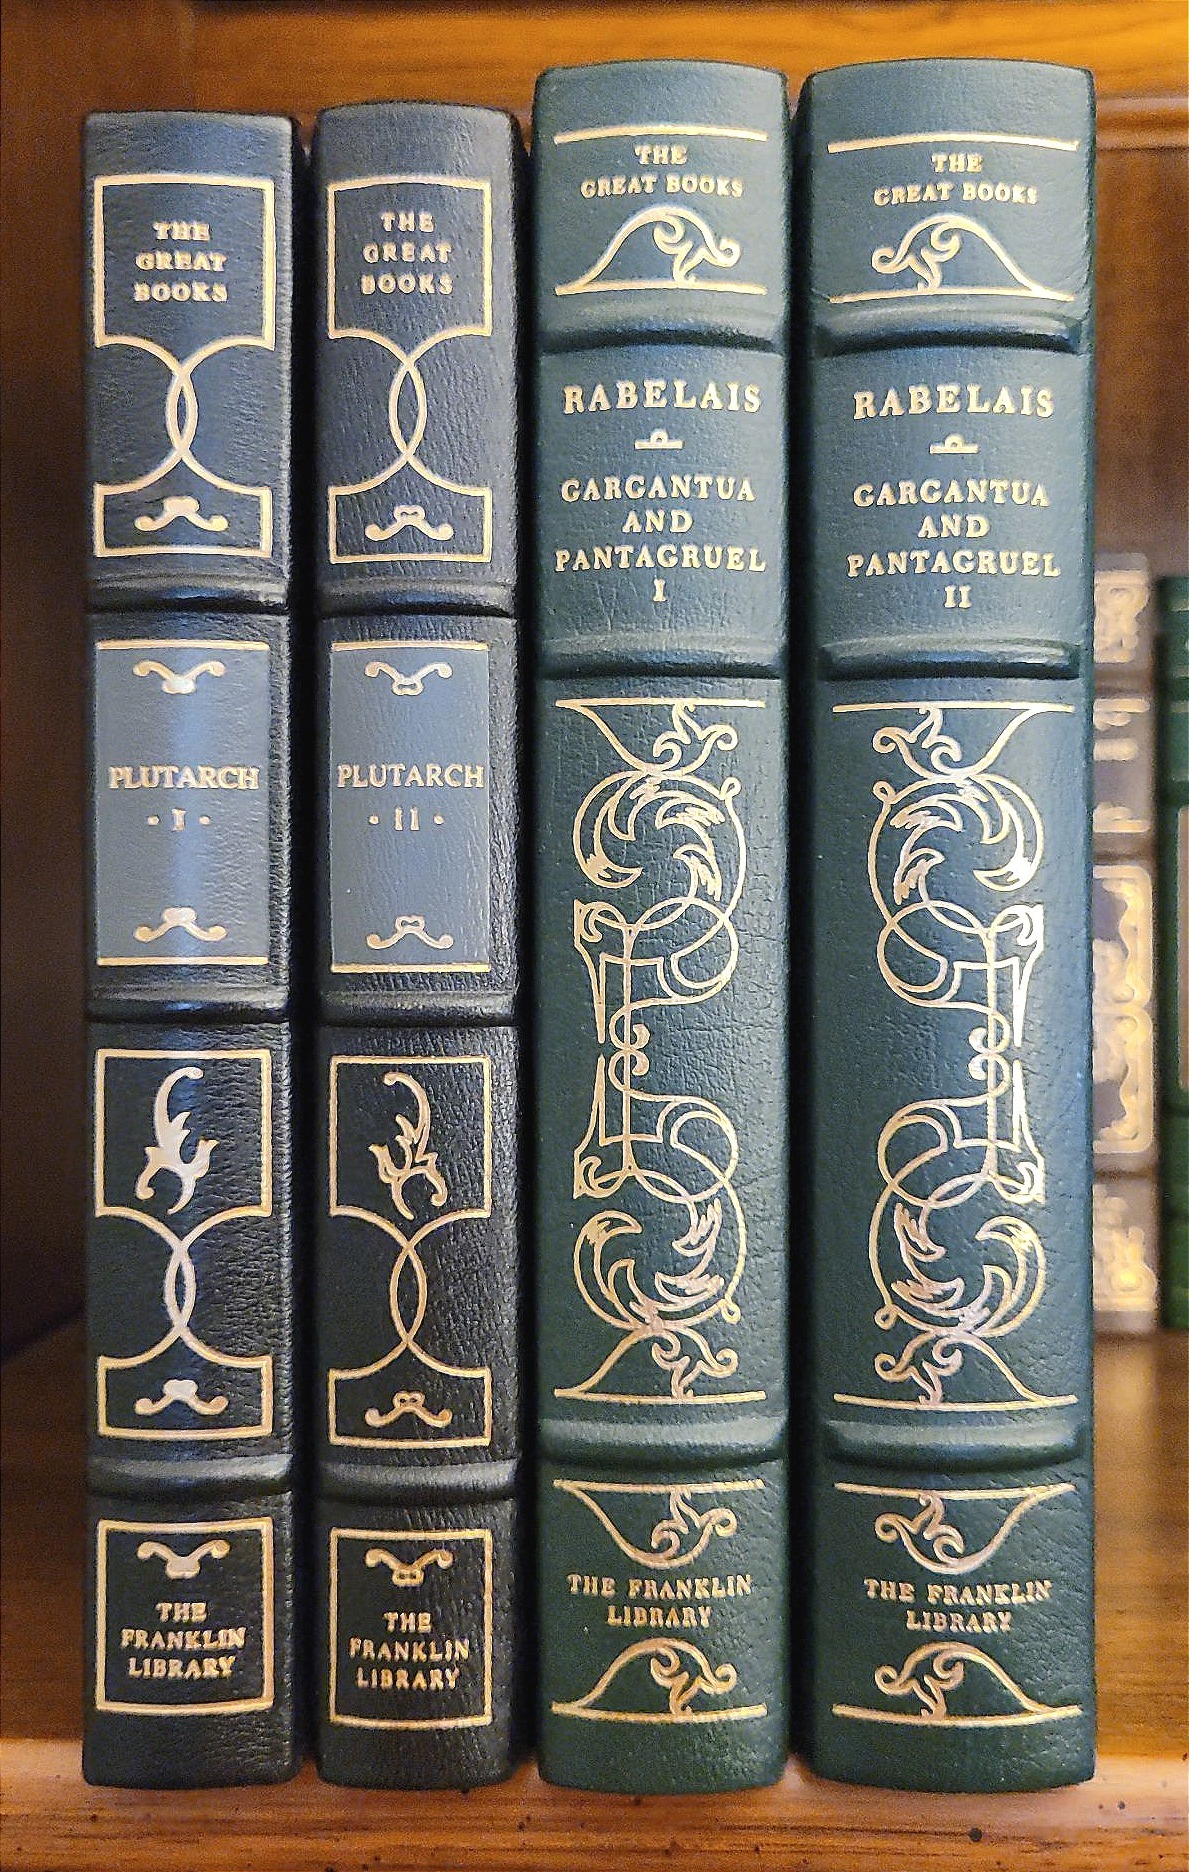 THE
GREAT
BOOKS
PLUTARCH
• I •
THE
FRANKLIN
LIBRARY
THE
GREAT
BOOKS
PLUTARCH
• II •
THE
FRANKLIN
LIBRARY
THE
GREAT BOOKS
RABELAIS
GARGANTUA
AND
PANTAGRUEL
I
THE FRANKLIN
LIBRARY
THE
GREAT BOOKS
RABELAIS
GARGANTUA
AND
PANTAGRUEL
II
THE FRANKLIN
LIBRARY